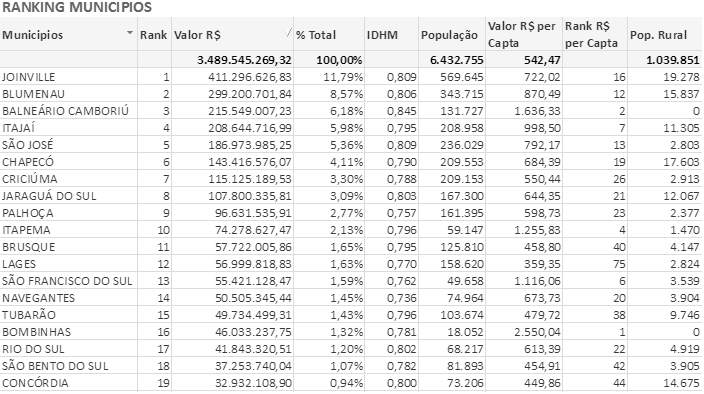 RANKING MUNICIPIOS
Municipios Rank Valor R$ % Total IDHM População Valor R$ per Capta Rank R$ per Capta Pop. Rural
3.489.545.269,32 100,00% 6.432.755 542,47 1.039.851
JOINVILLE 1 411.296.626,83 11,79% 0,809 569.645 722,02 16 19.278
BLUMENAU 2 299.200.701,84 8,57% 0,806 343.715 870,49 12 15.837
BALNEÁRIO CAMBORIÚ 3 215.549.007,23 6,18% 0,845 131.727 1.636,33 2 0
ITAJAÍ 4 208.644.716,99 5,98% 0,795 208.958 998,50 7 11.305
SÃO JOSÉ 5 186.973.985,25 5,36% 0,809 236.029 792,17 13 2.803
CHAPECÓ 6 143.416.576,07 4,11% 0,790 209.553 684,39 19 17.603
CRICIÚMA 7 115.125.189,53 3,30% 0,788 209.153 550,44 26 2.913
JARAGUÁ DO SUL 8 107.800.335,81 3,09% 0,803 167.300 644,35 21 12.067
PALHOÇA 9 96.631.535,91 2,77% 0,757 161.395 598,73 23 2.377
ITAPEMA 10 74.278.627,47 2,13% 0,796 59.147 1.255,83 4 1.470
BRUSQUE 11 57.722.005,86 1,65% 0,795 125.810 458,80 40 4.147
LAGES 12 56.999.818,83 1,63% 0,770 158.620 359,35 75 2.824
SÃO FRANCISCO DO SUL 13 55.421.128,47 1,59% 0,762 49.658 1.116,06 6 3.539
NAVEGANTES 14 50.505.345,44 1,45% 0,736 74.964 673,73 20 3.904
TUBARÃO 15 49.734.499,31 1,43% 0,796 103.674 479,72 38 9.746
BOMBINHAS 16 46.033.237,75 1,32% 0,781 18.052 2.550,04 1 0
RIO DO SUL 17 41.843.320,51 1,20% 0,802 68.217 613,39 22 4.919
SÃO BENTO DO SUL 18 37.253.740,04 1,07% 0,782 81.893 454,91 42 3.905
CONCÓRDIA 19 32.932.108,90 0,94% 0,800 73.206 449,86 44 14.675